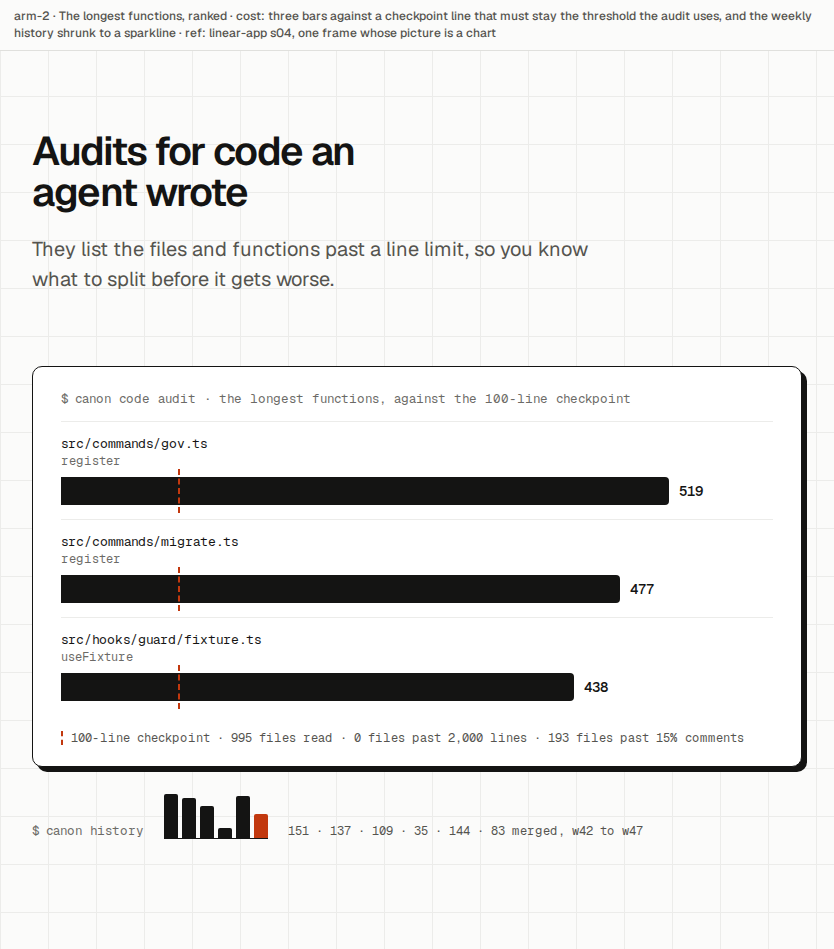 arm-2 · The longest functions, ranked · cost: three bars against a checkpoint line that must stay the threshold the audit uses, and the weekly
history shrunk to a sparkline · ref: linear-app s04, one frame whose picture is a chart
Audits for code an
agent wrote
They list the files and functions past a line limit, so you know
what to split before it gets worse.
$ canon code audit · the longest functions, against the 100-line checkpoint
src/commands/gov.ts
register
519
src/commands/migrate.ts
register
477
src/hooks/guard/fixture.ts
useFixture
438
100-line checkpoint · 995 files read · 0 files past 2,000 lines · 193 files past 15% comments
$ canon history
151 · 137 · 109 · 35 · 144 · 83 merged, w42 to w47